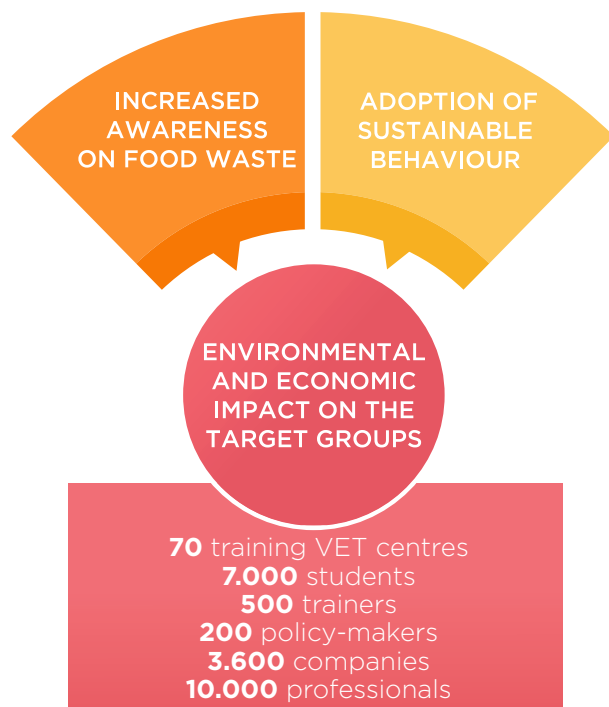 INCREASED
AWARENESS
ON FOOD WASTE
ADOPTION OF
SUSTAINABLE
BEHAVIOUR
ENVIRONMENTAL
AND ECONOMIC
IMPACT ON THE
TARGET GROUPS
70 training VET centres
7.000 students
500 trainers
200 policy-makers
3.600 companies
10.000 professionals